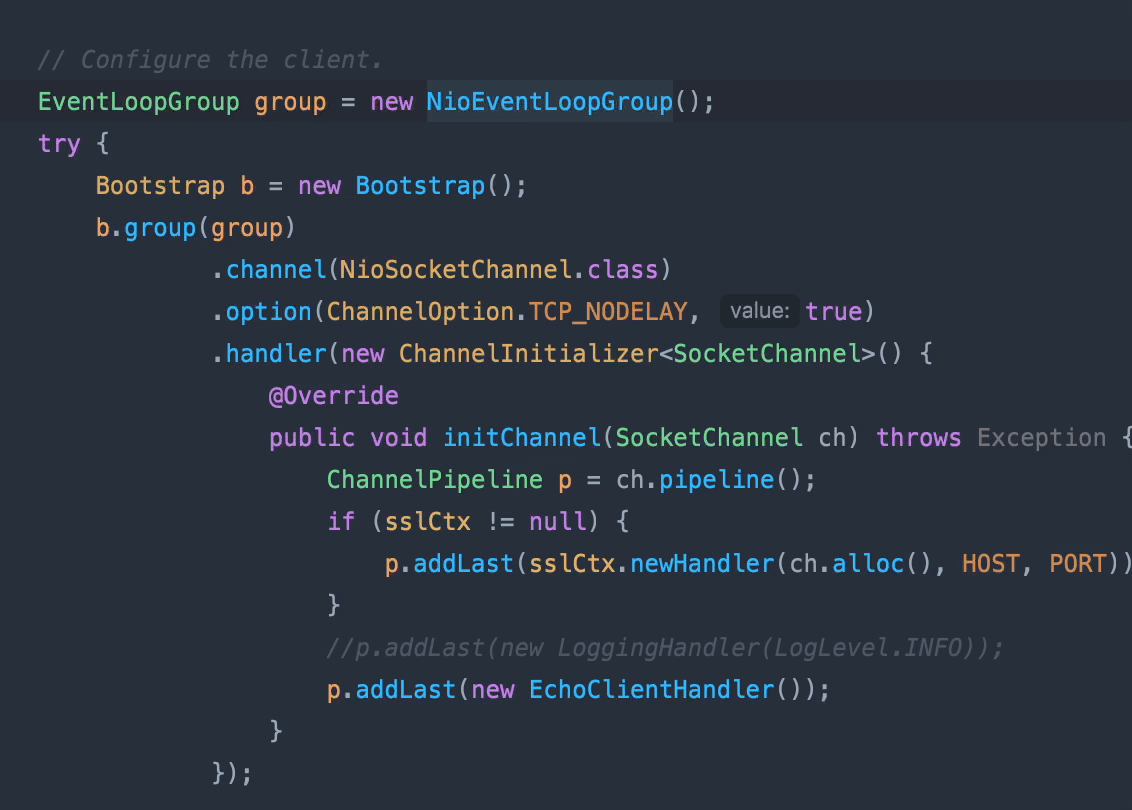 // Configure the client.
EventLoopGroup group = new NioEventLoopGroup();
try {
    Bootstrap b = new Bootstrap();
    b.group(group)
            .channel(NioSocketChannel.class)
            .option(ChannelOption.TCP_NODELAY, value: true)
            .handler(new ChannelInitializer<SocketChannel>() {
                @Override
                public void initChannel(SocketChannel ch) throws Exception {
                    ChannelPipeline p = ch.pipeline();
                    if (sslCtx != null) {
                        p.addLast(sslCtx.newHandler(ch.alloc(), HOST, PORT))
                    }
                    //p.addLast(new LoggingHandler(LogLevel.INFO));
                    p.addLast(new EchoClientHandler());
                }
            });